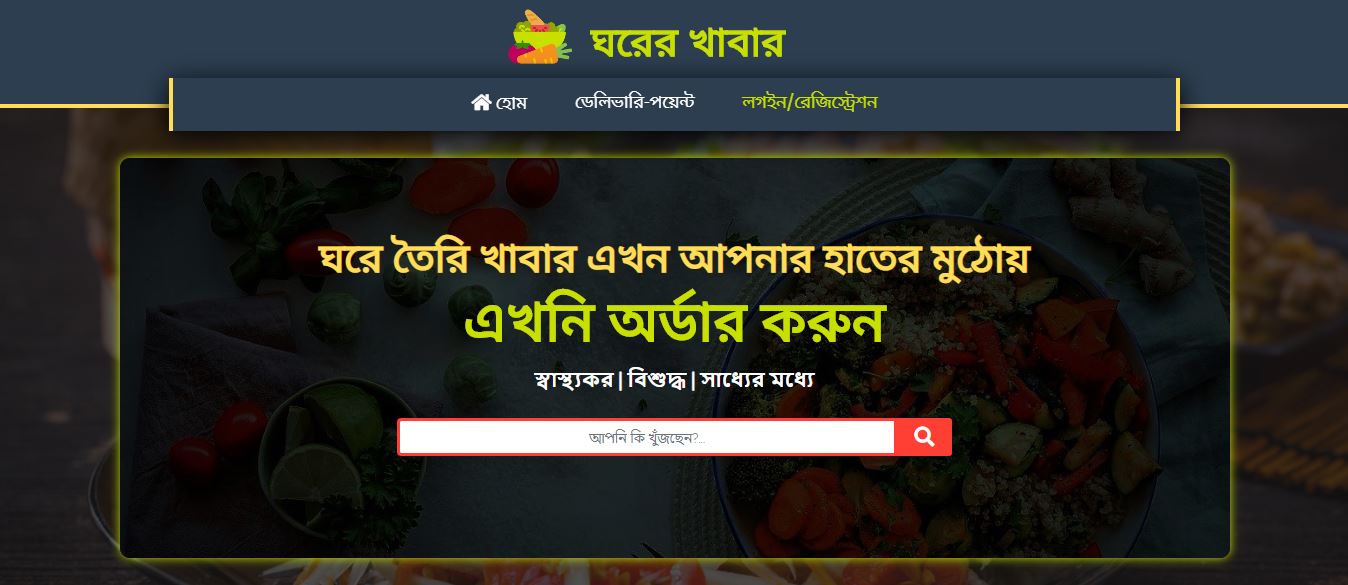 ঘরের খাবার
হোম ডেলিভারি-পয়েন্ট লগইন/রেজিস্ট্রেশন
ঘরে তৈরি খাবার এখন আপনার হাতের মুঠোয়
এখনি অর্ডার করুন
স্বাস্থ্যকর | বিশুদ্ধ | সাধ্যের মধ্যে
আপনি কি খুঁজছেন?...